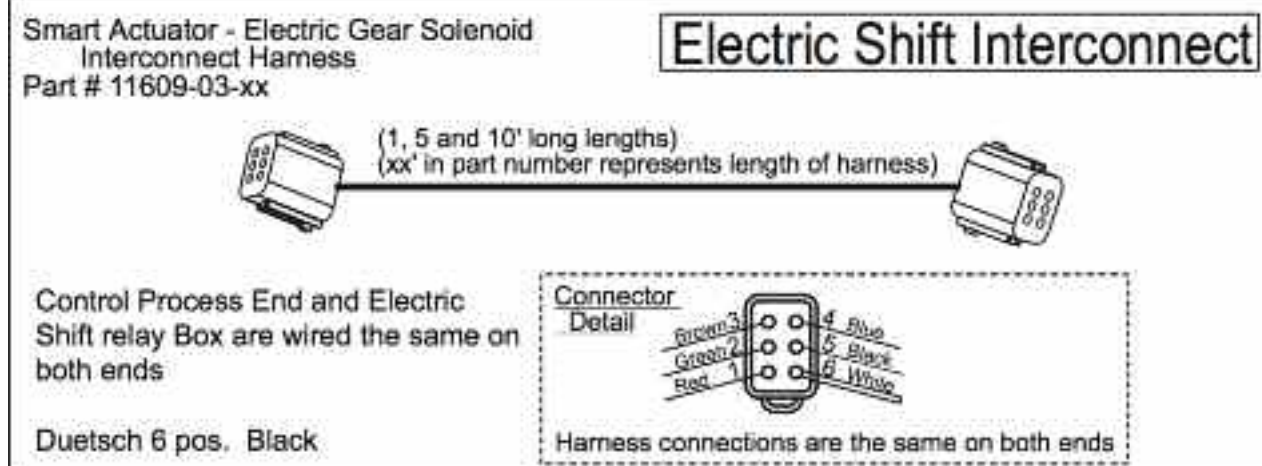 Smart Actuator - Electric Gear Solenoid
Interconnect Harness
Part # 11609-03-xx
Electric Shift Interconnect
(1, 5 and 10' long lengths)
(xx' in part number represents length of harness)
Control Process End and Electric
Shift relay Box are wired the same on
both ends
Duetsch 6 pos. Black
Connector
Detail
Brown 3
4 Blue
Green 2
5 Black
Red 1
6 White
Harness connections are the same on both ends